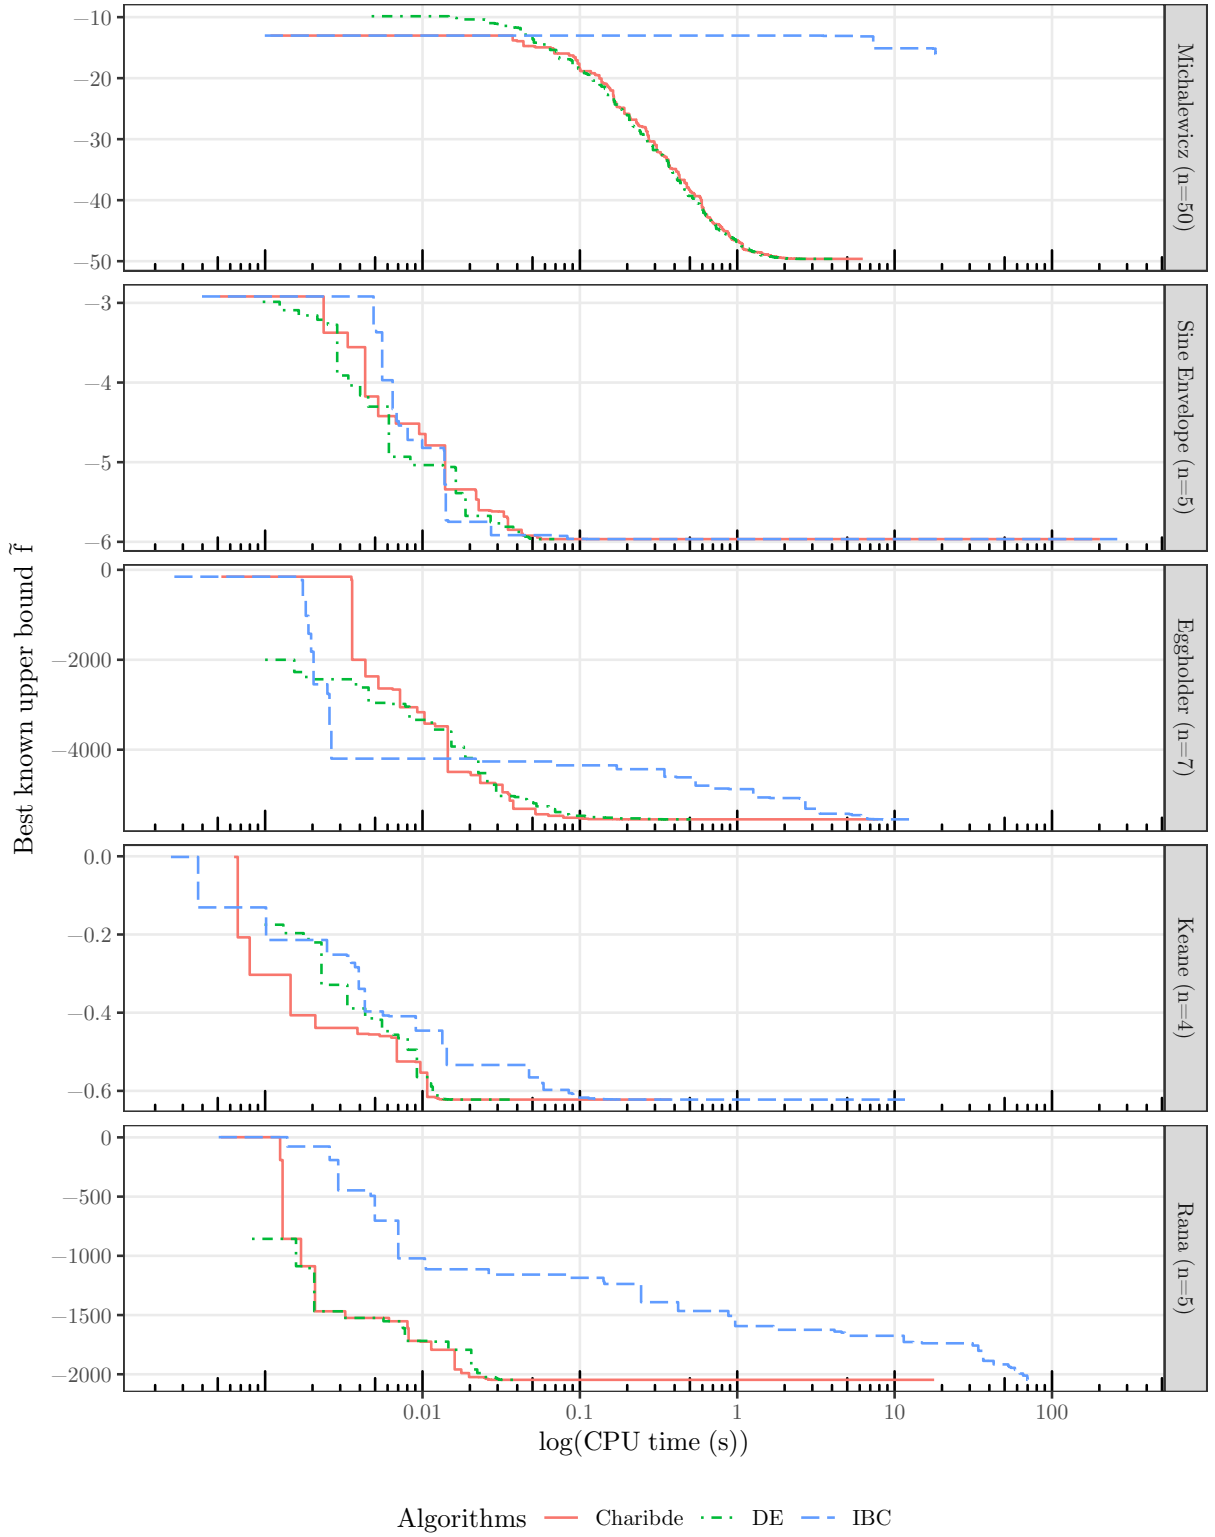 Best known upper bound f̃
−10
−20
−30
−40
−50
Michalewicz (n=50)
−3
−4
−5
−6
Sine Envelope (n=5)
0
−2000
−4000
Eggholder (n=7)
0.0
−0.2
−0.4
−0.6
Keane (n=4)
0
−500
−1000
−1500
−2000
Rana (n=5)
0.01 0.1 1 10 100
log(CPU time (s))
Algorithms Charibde DE IBC